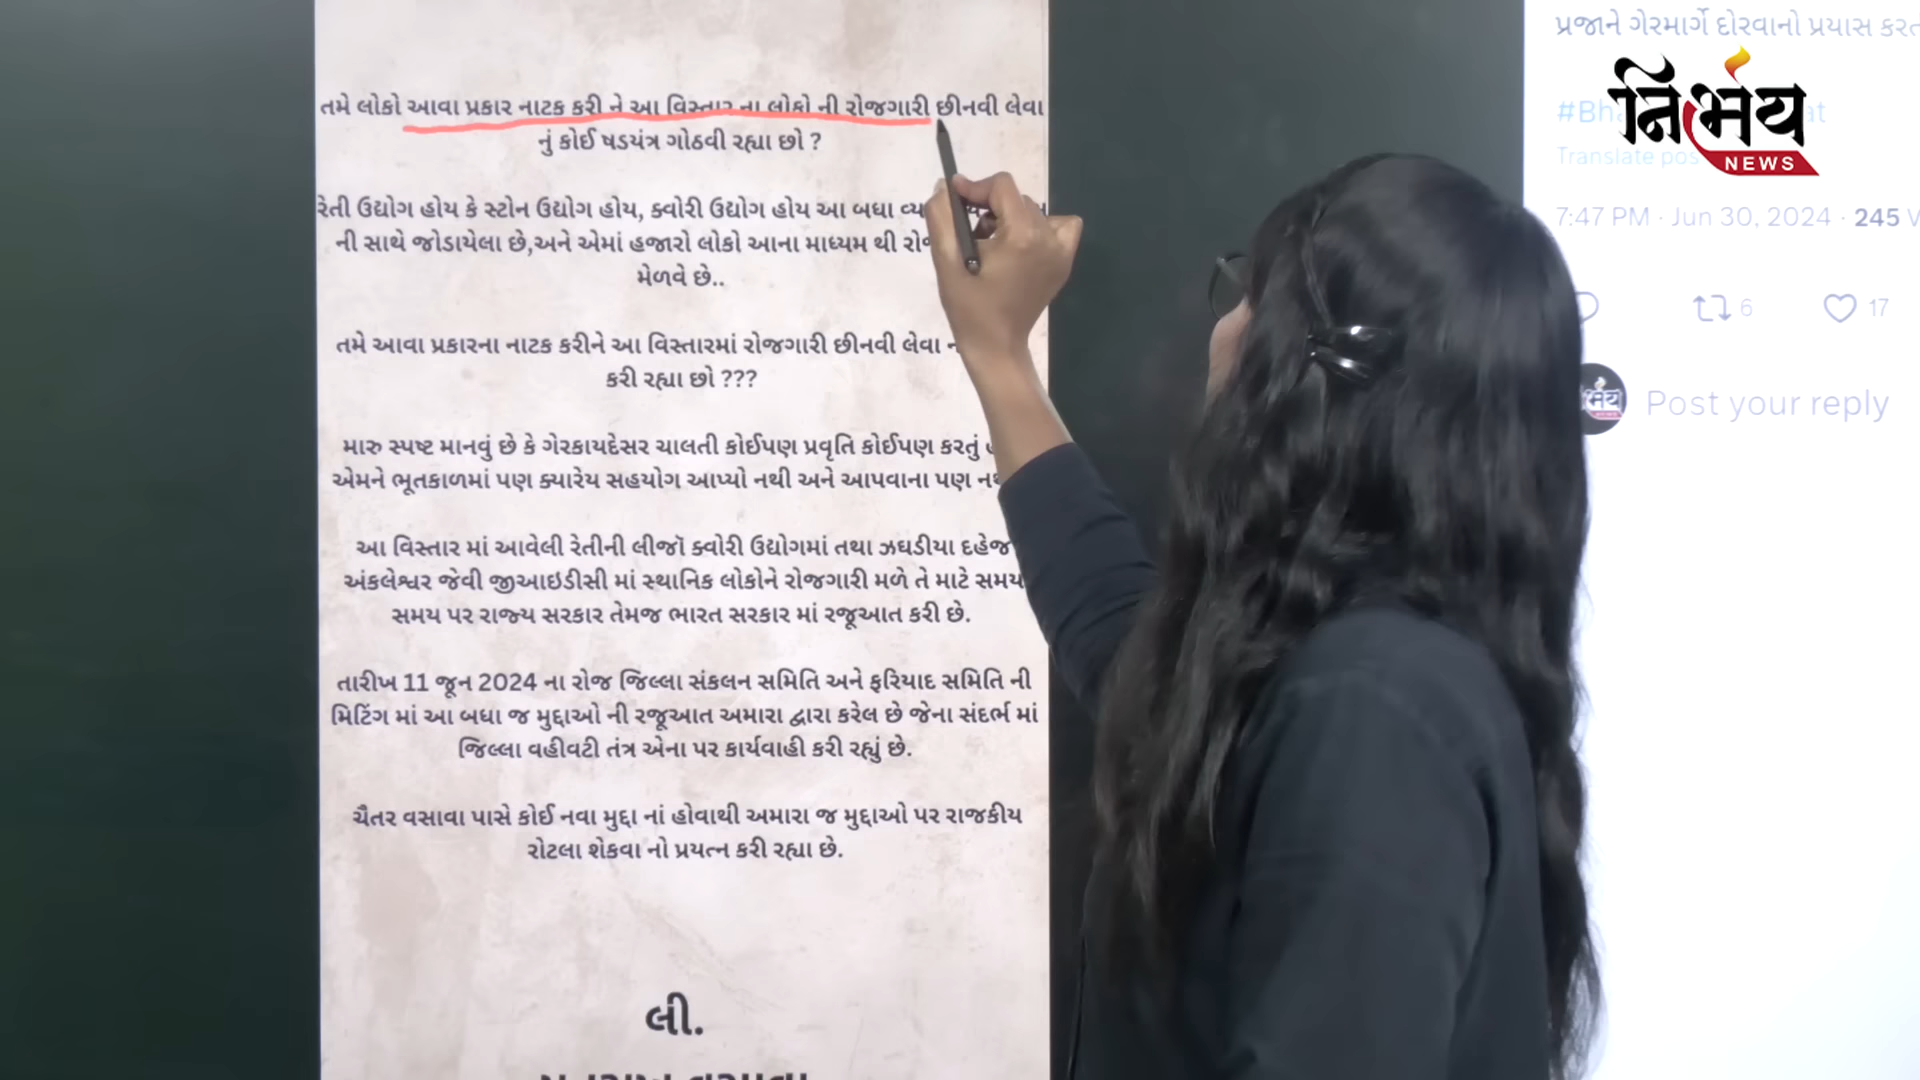 તમે લોકો આવા પ્રકાર નાટક કરી ને આ વિસ્તાર ના લોકો ની રોજગારી છીનવી લેવા
નું કોઈ ષડયંત્ર ગોઠવી રહ્યા છો ?
રેતી ઉદ્યોગ હોય કે સ્ટોન ઉદ્યોગ હોય, ક્વોરી ઉદ્યોગ હોય આ બધા
ની સાથે જોડાયેલા છે,અને એમાં હજારો લોકો આના માધ્યમ થી
મેળવે છે..
તમે આવા પ્રકારના નાટક કરીને આ વિસ્તારમાં રોજગારી છીનવી લેવા
કરી રહ્યા છો ???
મારુ સ્પષ્ટ માનવું છે કે ગેરકાયદેસર ચાલતી કોઈપણ પ્રવૃતિ કોઈપણ કરતું
એમને ભૂતકાળમાં પણ ક્યારેય સહયોગ આપ્યો નથી અને આપવાના પણ
આ વિસ્તાર માં આવેલી રેતીની લીજૉ ક્વોરી ઉદ્યોગમાં તથા ઝઘડીયા દહેજ
અંકલેશ્વર જેવી જીઆઇડીસી માં સ્થાનિક લોકોને રોજગારી મળે તે માટે સમય
સમય પર રાજ્ય સરકાર તેમજ ભારત સરકાર માં રજૂઆત કરી છે.
તારીખ 11 જૂન 2024 ના રોજ જિલ્લા સંકલન સમિતિ અને ફરિયાદ સમિતિ ની
મિટિંગ માં આ બધા જ મુદ્દાઓ ની રજૂઆત અમારા દ્વારા કરેલ છે જેના સંદર્ભ માં
જિલ્લા વહીવટી તંત્ર એના પર કાર્યવાહી કરી રહ્યું છે.
ચૈતર વસાવા પાસે કોઈ નવા મુદ્દા નાં હોવાથી અમારા જ મુદ્દાઓ પર રાજકીય
રોટલા શેકવા નો પ્રયત્ન કરી રહ્યા છે.
લી.
પ્રજાને ગેરમાર્ગે દોરવાનો પ્રયાસ
निर्भय
NEWS
7:47 PM · Jun 30, 2024 · 245
6
17
Post your reply